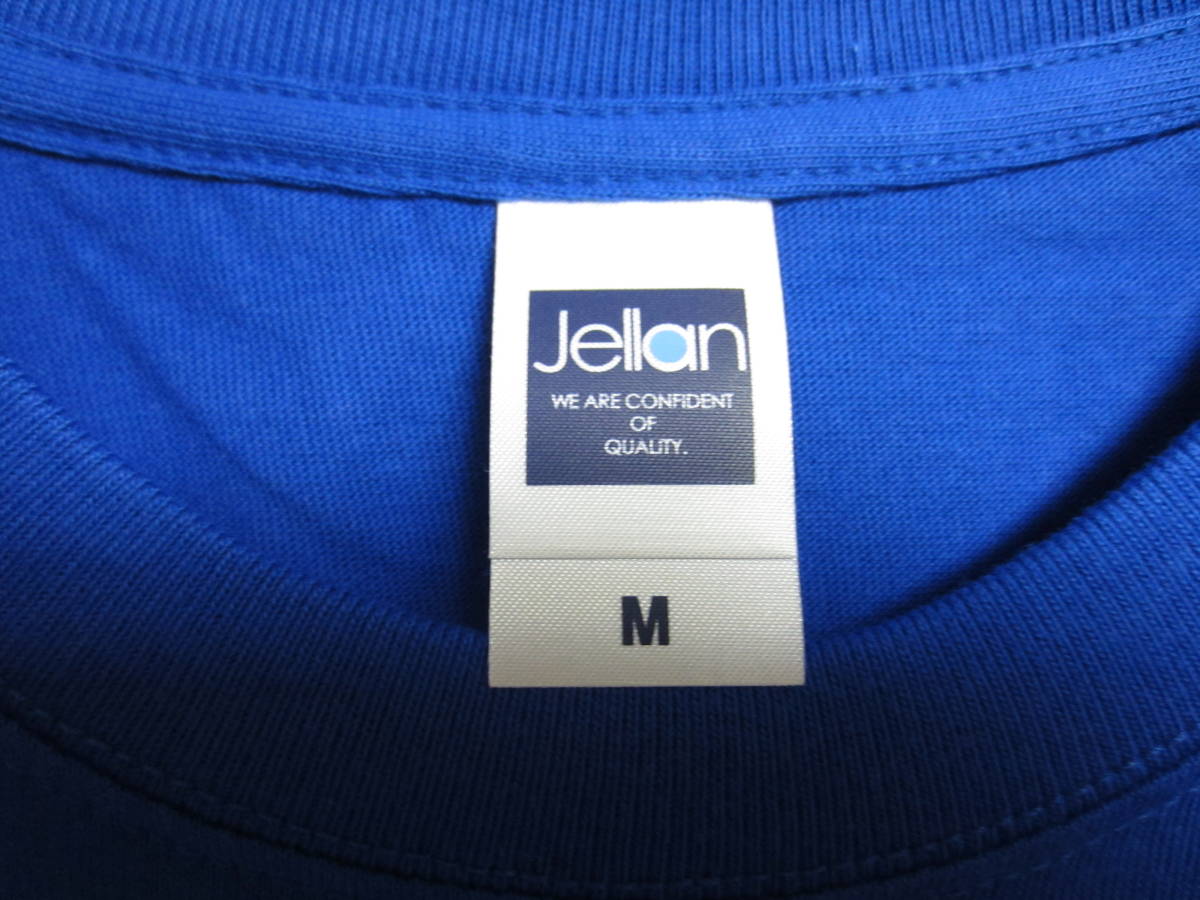 Jellan
WE ARE CONFIDENT
OF
QUALITY.
M